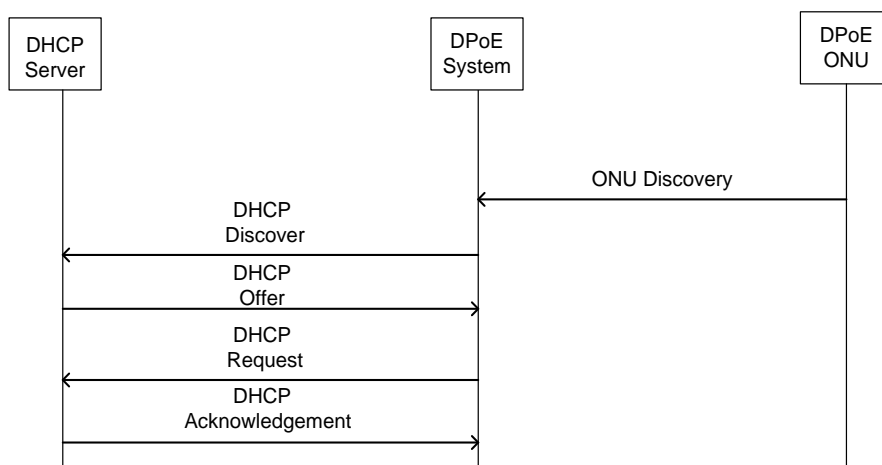 DHCP
Server
DPoE
System
DPoE
ONU
ONU Discovery
DHCP
Discover
DHCP
Offer
DHCP
Request
DHCP
Acknowledgement